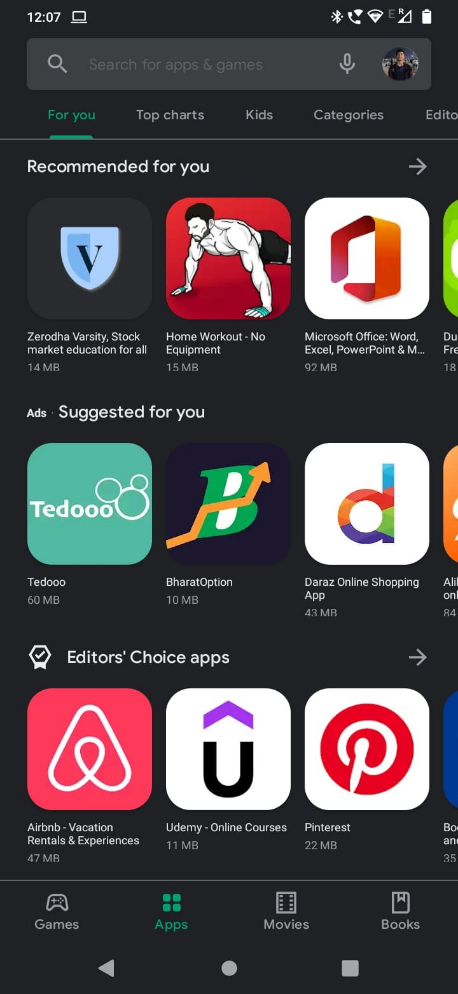 12:07
E R
Search for apps & games
For you
Top charts
Kids
Categories
Edito
Recommended for you
Zerodha Varsity, Stock
market education for all
14 MB
Home Workout - No
Equipment
15 MB
Microsoft Office: Word,
Excel, PowerPoint & M...
92 MB
Du
Fre
18
Ads · Suggested for you
Tedooo
Tedooo
60 MB
BharatOption
10 MB
Daraz Online Shopping
App
43 MB
Ali
onl
84
Editors' Choice apps
Airbnb - Vacation
Rentals & Experiences
47 MB
Udemy - Online Courses
11 MB
Pinterest
22 MB
Boo
and
35
Games
Apps
Movies
Books